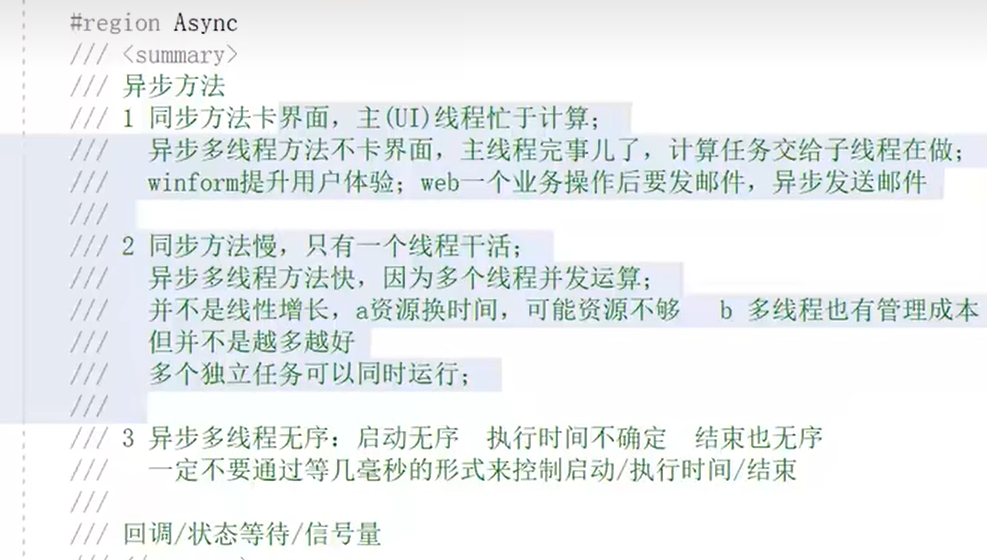 #region Async
/// <summary>
/// 异步方法
/// 1 同步方法卡界面，主(UI)线程忙于计算；
///   异步多线程方法不卡界面，主线程完事儿了，计算任务交给子线程在做；
///   winform提升用户体验；web一个业务操作后要发邮件，异步发送邮件
///
/// 2 同步方法慢，只有一个线程干活；
///   异步多线程方法快，因为多个线程并发运算；
///   并不是线性增长，a资源换时间，可能资源不够   b 多线程也有管理成本
///   但并不是越多越好
///   多个独立任务可以同时运行；
///
/// 3 异步多线程无序：启动无序  执行时间不确定  结束也无序
///   一定不要通过等几毫秒的形式来控制启动/执行时间/结束
///
/// 回调/状态等待/信号量